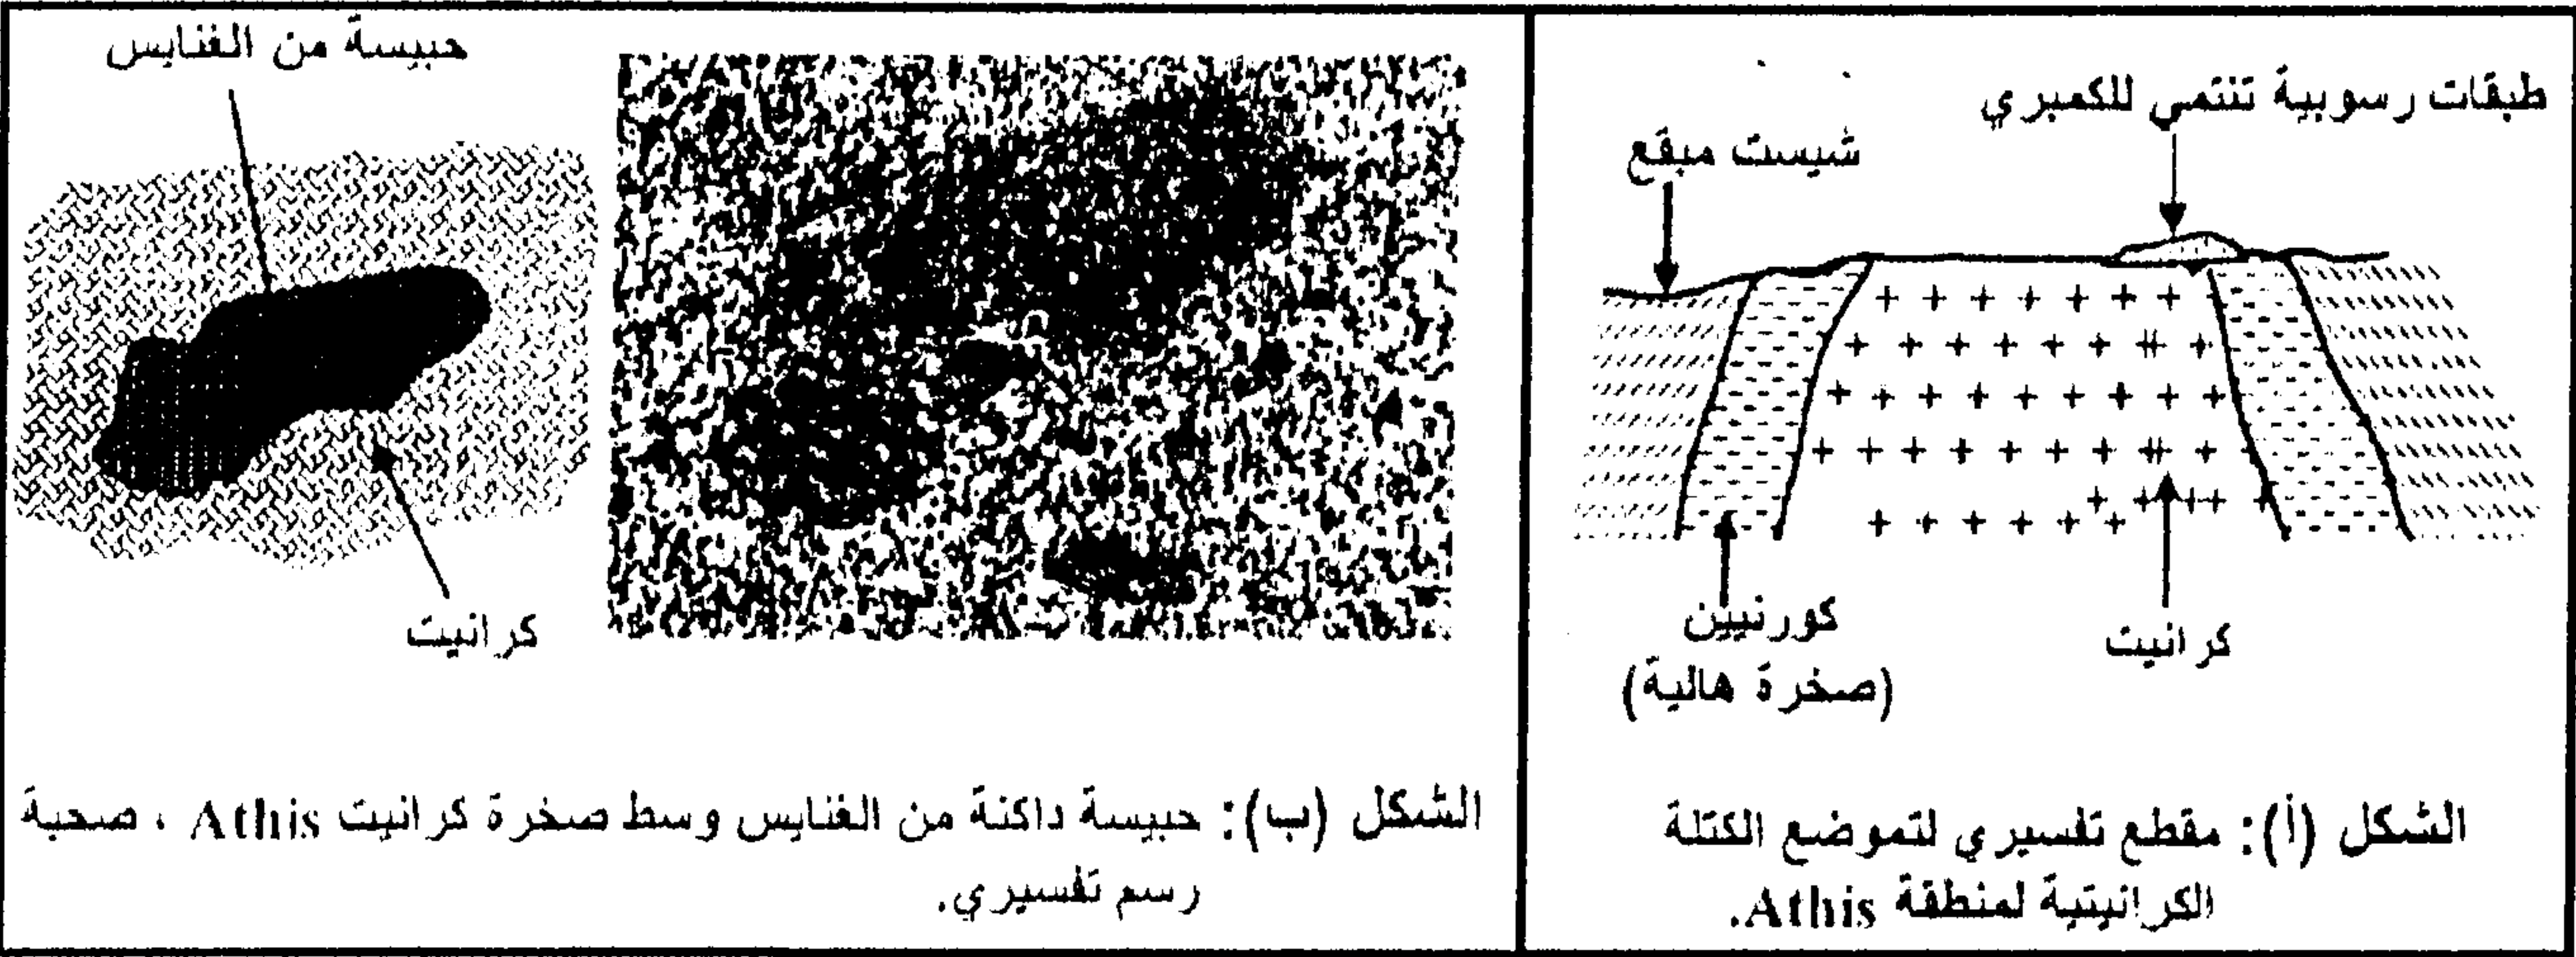 طبقات رسوبية تنتمي للكمبري
شيست مبقع
كورنيين
(صخرة هالية)
كرانيت
الشكل (أ): مقطع تفسيري لتموضع الكتلة
الكرانيتية لمنطقة Athis.
حبيسة من الغنايس
كرانيت
الشكل (ب): حبيسة داكنة من الغنايس وسط صخرة كرانيت Athis ، صحبة
رسم تفسيري.